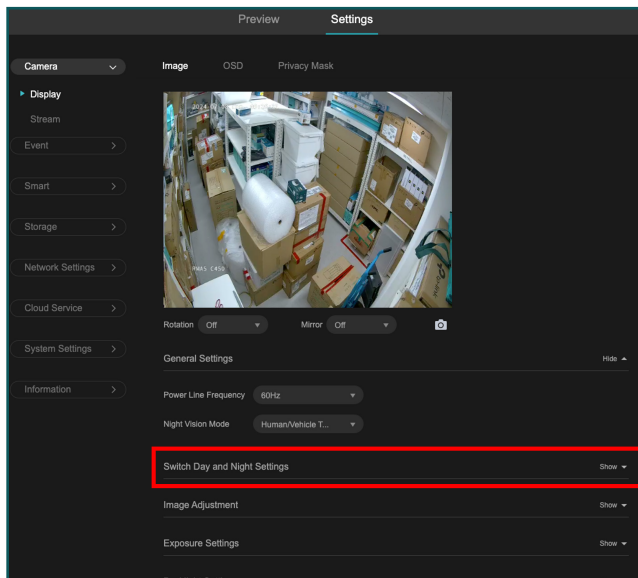 Preview Settings
Camera
Image OSD Privacy Mask
Display
Stream
Event
Smart
Storage
Network Settings
Cloud Service
System Settings
Information
Rotation Off Mirror Off
General Settings Hide
Power Line Frequency 60Hz
Night Vision Mode Human/Vehicle T...
Switch Day and Night Settings Show
Image Adjustment Show
Exposure Settings Show